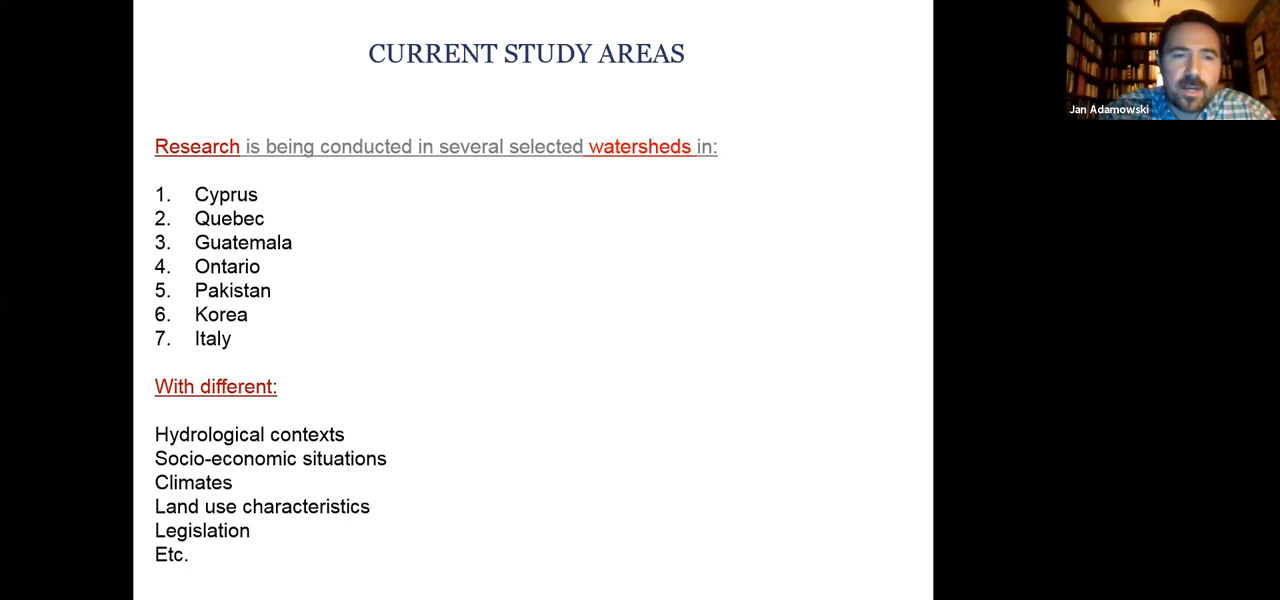 CURRENT STUDY AREAS
Jan Adamowski
Research is being conducted in several selected watersheds in:
1. Cyprus
2. Quebec
3. Guatemala
4. Ontario
5. Pakistan
6. Korea
7. Italy
With different:
Hydrological contexts
Socio-economic situations
Climates
Land use characteristics
Legislation
Etc.